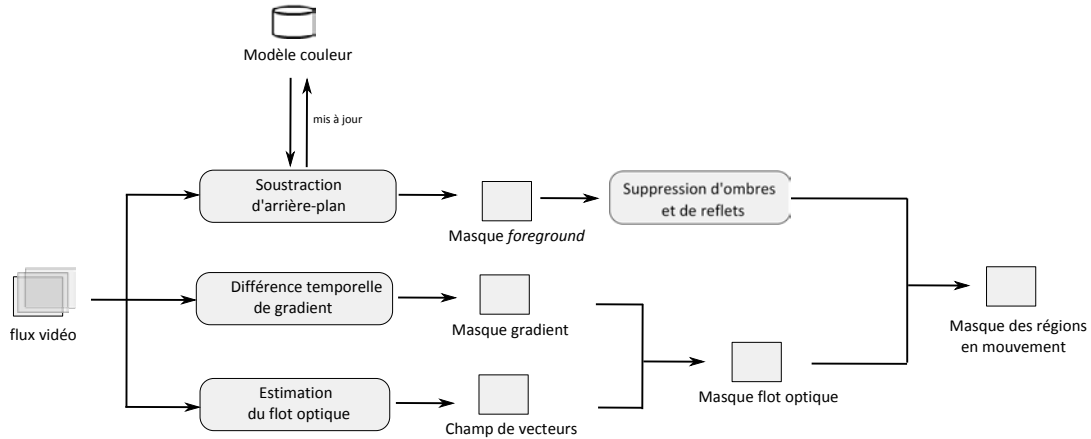 Modèle couleur
mis à jour
Soustraction
d'arrière-plan
Masque foreground
Suppression d'ombres
et de reflets
flux vidéo
Différence temporelle
de gradient
Masque gradient
Masque des régions
en mouvement
Estimation
du flot optique
Champ de vecteurs
Masque flot optique